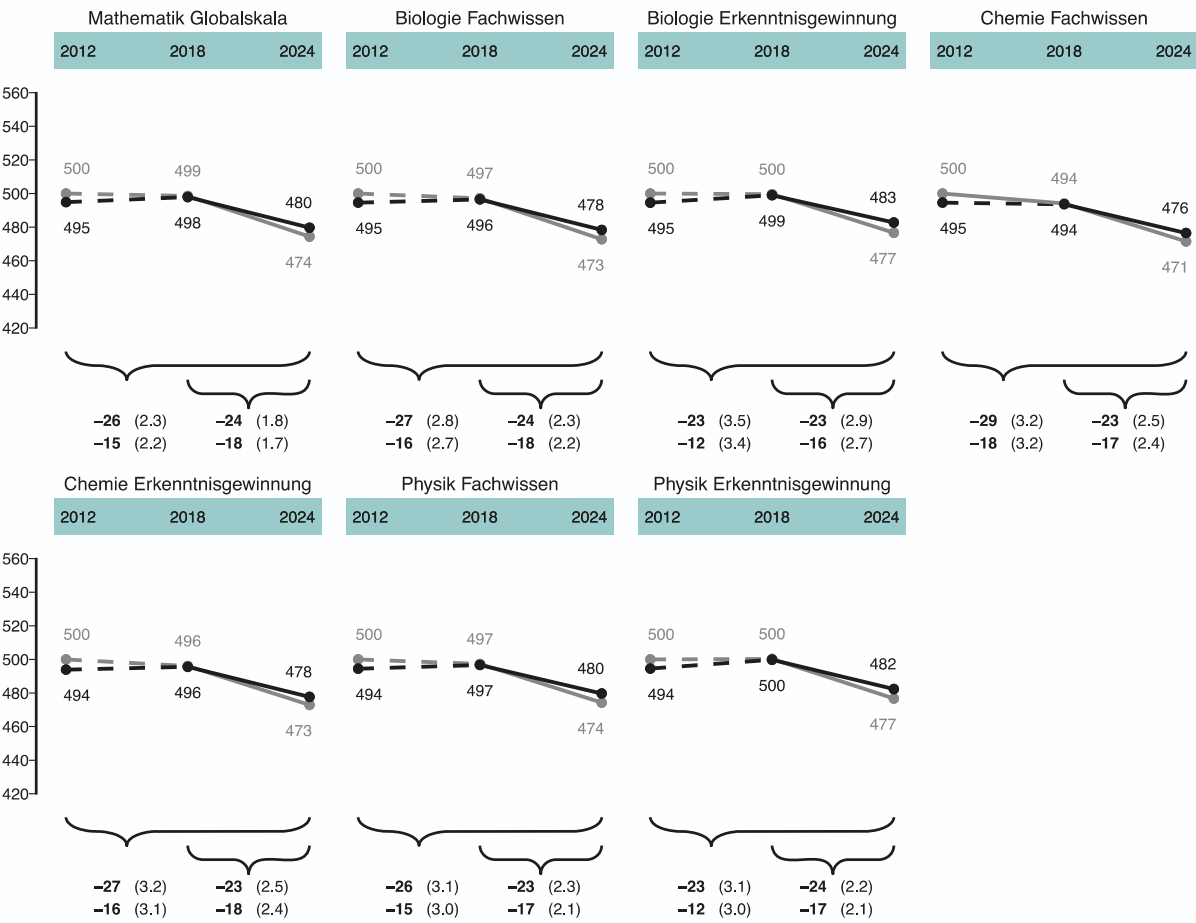 Mathematik Globalskala
2012 2018 2024
Biologie Fachwissen
2012 2018 2024
Biologie Erkenntnisgewinnung
2012 2018 2024
Chemie Fachwissen
2012 2018 2024
560
540
520
500
480
460
440
420
500 499 480
495 498 474
500 497 478
495 496 473
500 500 483
495 499 477
500 494 476
495 494 471
–26 (2.3) –24 (1.8)
–15 (2.2) –18 (1.7)
–27 (2.8) –24 (2.3)
–16 (2.7) –18 (2.2)
–23 (3.5) –23 (2.9)
–12 (3.4) –16 (2.7)
–29 (3.2) –23 (2.5)
–18 (3.2) –17 (2.4)
Chemie Erkenntnisgewinnung
2012 2018 2024
Physik Fachwissen
2012 2018 2024
Physik Erkenntnisgewinnung
2012 2018 2024
560
540
520
500
480
460
440
420
500 496 478
494 496 473
500 497 480
494 497 474
500 500 482
494 500 477
–27 (3.2) –23 (2.5)
–16 (3.1) –18 (2.4)
–26 (3.1) –23 (2.3)
–15 (3.0) –17 (2.1)
–23 (3.1) –24 (2.2)
–12 (3.0) –17 (2.1)